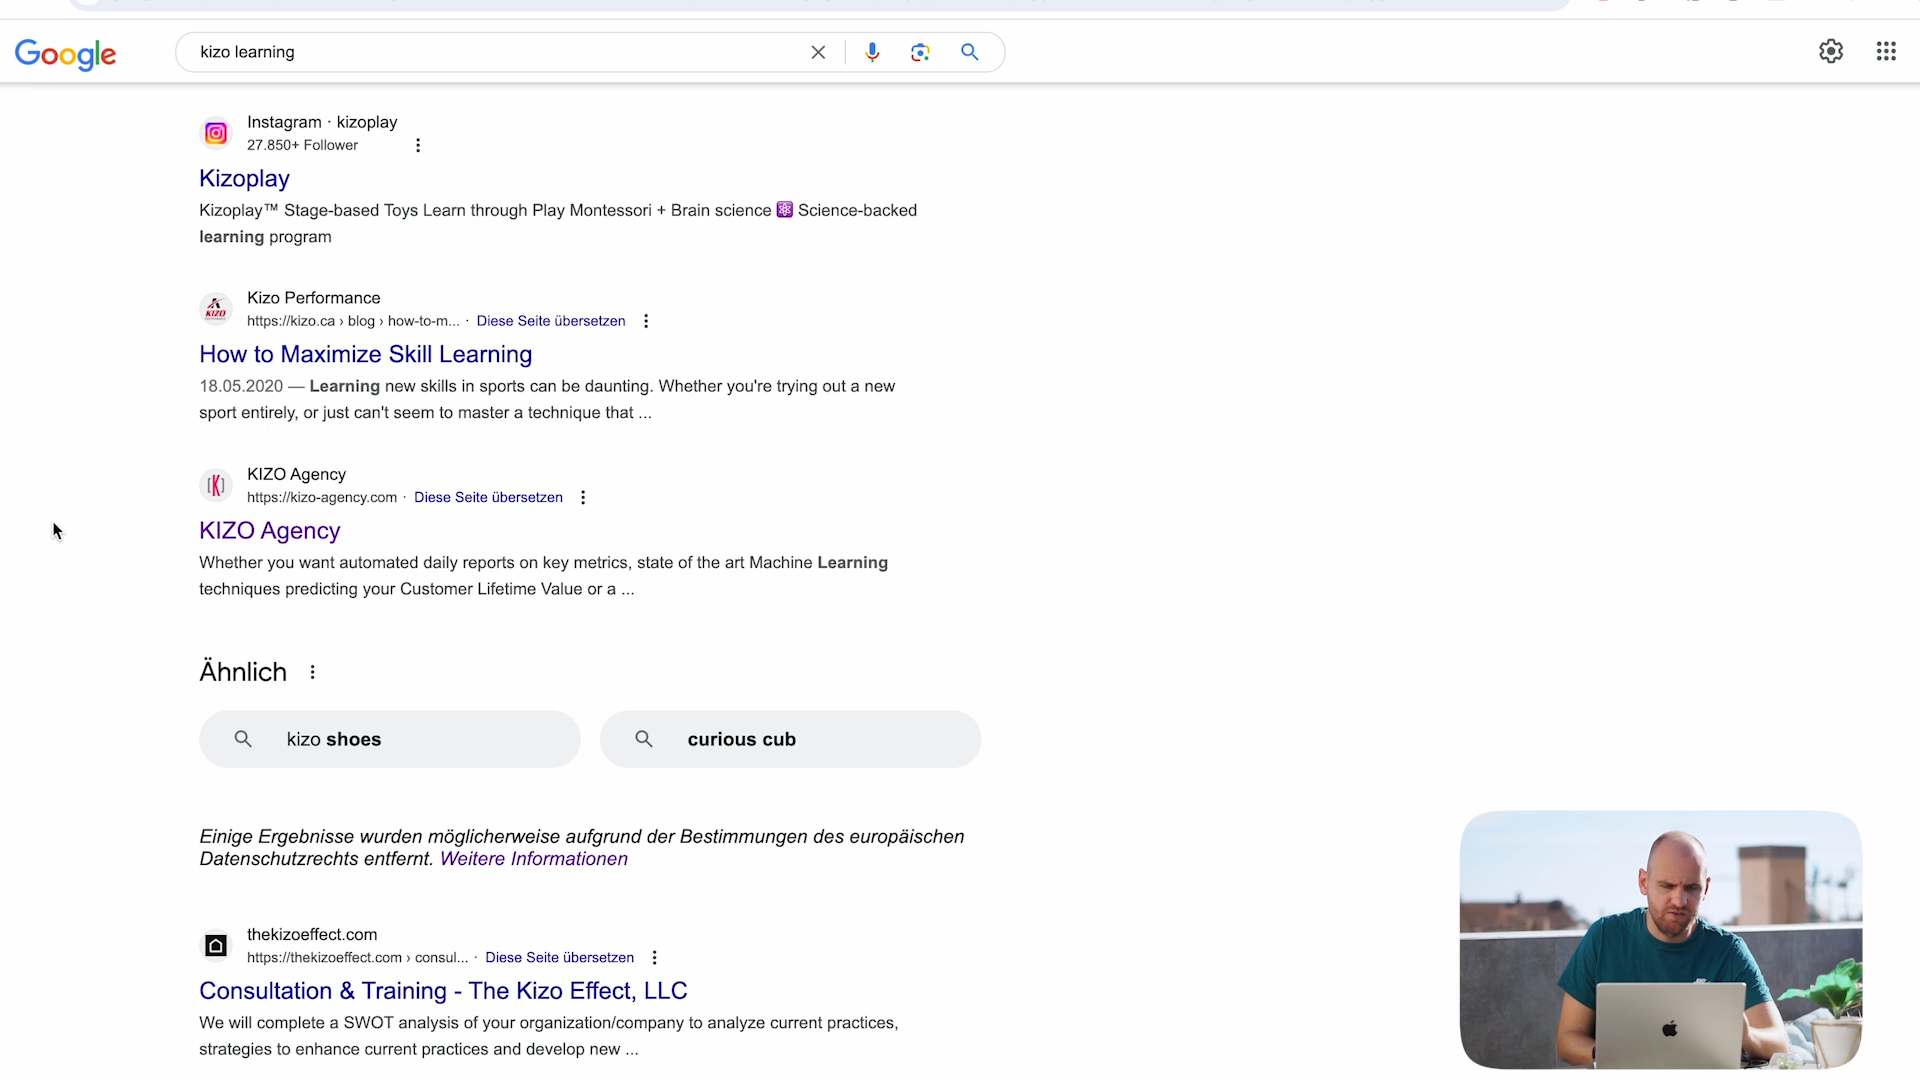 Google
kizo learning
Instagram · kizoplay
27.850+ Follower
Kizoplay
Kizoplay™ Stage-based Toys Learn through Play Montessori + Brain science ⚛️ Science-backed
learning program
Kizo Performance
KIZO
https://kizo.ca › blog › how-to-m... · Diese Seite übersetzen
How to Maximize Skill Learning
18.05.2020 — Learning new skills in sports can be daunting. Whether you're trying out a new
sport entirely, or just can't seem to master a technique that ...
KIZO Agency
[K]
https://kizo-agency.com · Diese Seite übersetzen
KIZO Agency
Whether you want automated daily reports on key metrics, state of the art Machine Learning
techniques predicting your Customer Lifetime Value or a ...
Ähnlich
kizo shoes
curious cub
Einige Ergebnisse wurden möglicherweise aufgrund der Bestimmungen des europäischen
Datenschutzrechts entfernt. Weitere Informationen
thekizoeffect.com
https://thekizoeffect.com › consul... · Diese Seite übersetzen
Consultation & Training - The Kizo Effect, LLC
We will complete a SWOT analysis of your organization/company to analyze current practices,
strategies to enhance current practices and develop new ...